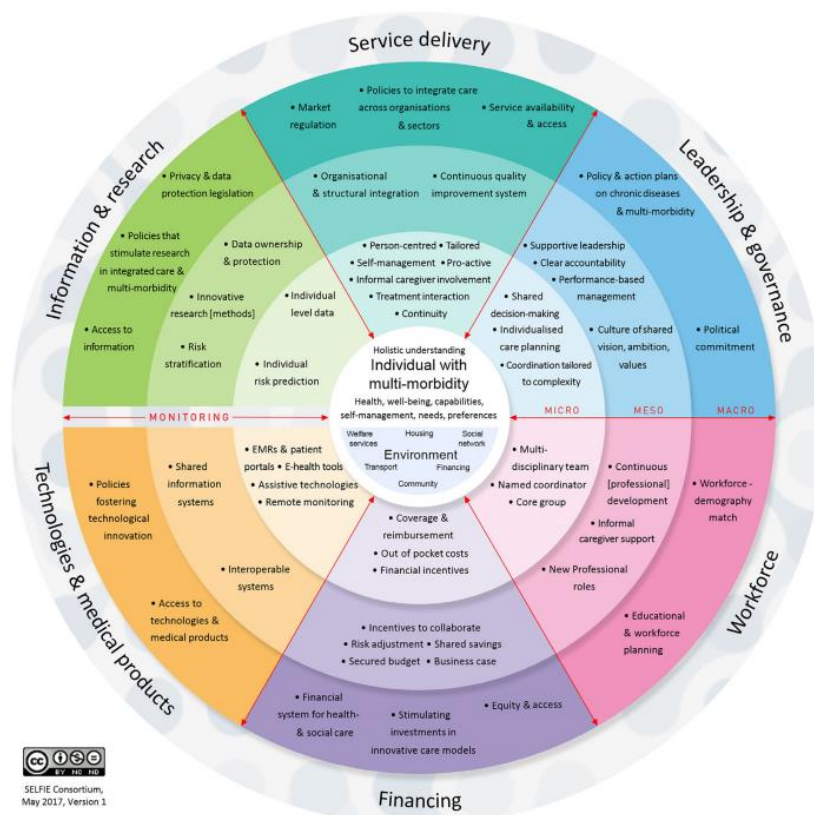 Service delivery
• Market
regulation
• Policies to integrate care
across organisations
& sectors
• Service availability
& access
• Organisational
& structural integration
• Continuous quality
improvement system
• Person-centred • Tailored
• Self-management • Pro-active
• Informal caregiver involvement
• Treatment interaction
• Continuity
Leadership & governance
• Policy & action plans
on chronic diseases
& multi-morbidity
• Political
commitment
• Supportive leadership
• Clear accountability
• Performance-based
management
• Culture of shared
vision, ambition,
values
• Shared
decision-making
• Individualised
care planning
• Coordination tailored
to complexity
Information & research
• Privacy & data
protection legislation
• Policies that
stimulate research
in integrated care &
multi-morbidity
• Access to
information
• Data ownership
& protection
• Innovative
research [methods]
• Risk
stratification
• Individual
level data
• Individual
risk prediction
Holistic understanding
Individual with
multi-morbidity
Health, well-being, capabilities,
self-management, needs, preferences
Welfare
services
Housing
Social
network
Environment
Transport
Financing
Community
MONITORING
MICRO
MESO
MACRO
Technologies & medical products
• Policies
fostering
technological
innovation
• Access to
technologies &
medical products
• Shared
information
systems
• Interoperable
systems
• EMRs & patient
portals • E-health tools
• Assistive technologies
• Remote monitoring
Workforce
• Multi-
disciplinary team
• Named coordinator
• Core group
• Continuous
[professional]
development
• Informal
caregiver support
• New Professional
roles
• Workforce -
demography
match
• Educational
& workforce
planning
• Coverage &
reimbursement
• Out of pocket costs
• Financial incentives
• Incentives to collaborate
• Risk adjustment • Shared savings
• Secured budget • Business case
• Financial
system for health-
& social care
• Stimulating
investments in
innovative care models
• Equity & access
Financing
CC
BY NC ND
SELFIE Consortium,
May 2017, Version 1